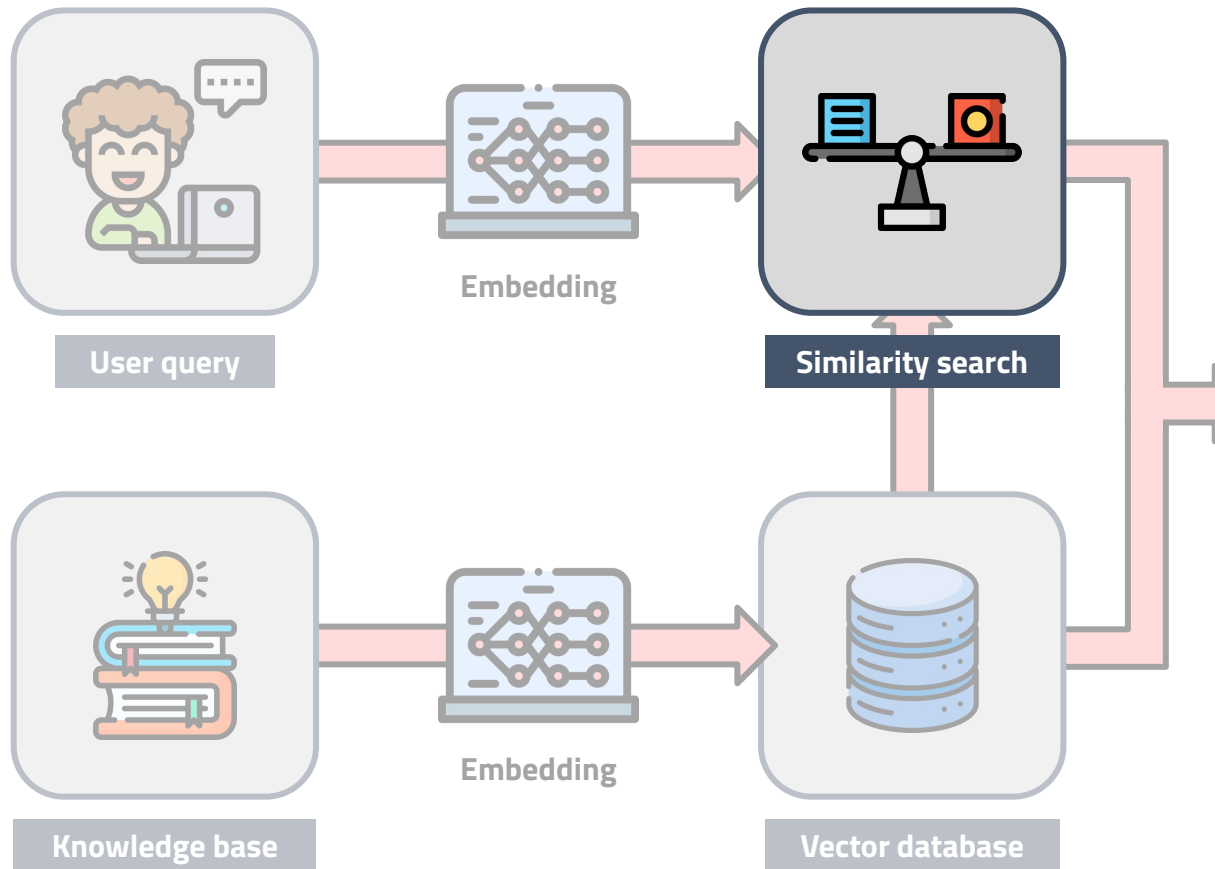 Embedding
User query
Similarity search
Embedding
Knowledge base
Vector database